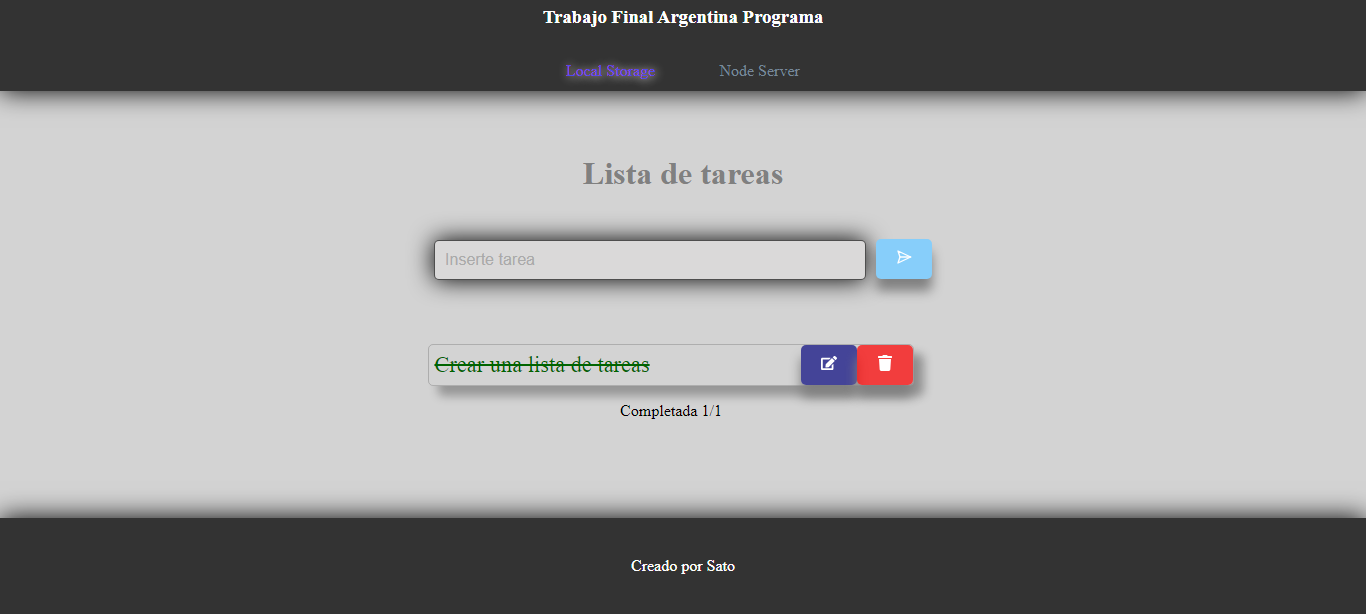 Trabajo Final Argentina Programa
Local Storage Node Server
Lista de tareas
Inserte tarea
Crear una lista de tareas
Completada 1/1
Creado por Sato